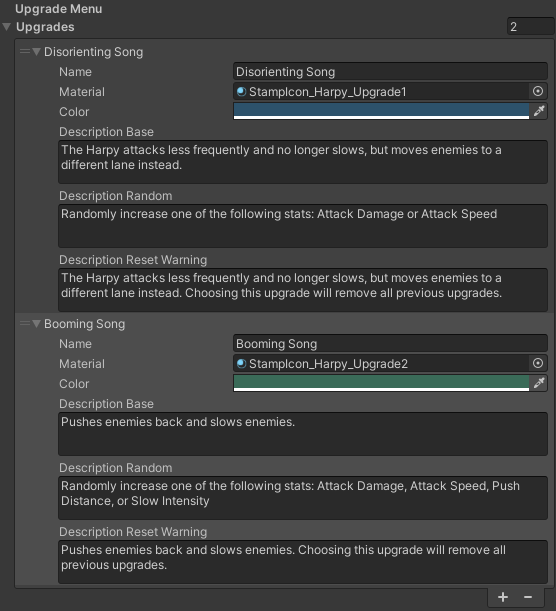 Upgrade Menu
Upgrades 2
Disorienting Song
Name Disorienting Song
Material StampIcon_Harpy_Upgrade1
Color
Description Base
The Harpy attacks less frequently and no longer slows, but moves enemies to a
different lane instead.
Description Random
Randomly increase one of the following stats: Attack Damage or Attack Speed
Description Reset Warning
The Harpy attacks less frequently and no longer slows, but moves enemies to a
different lane instead. Choosing this upgrade will remove all previous upgrades.
Booming Song
Name Booming Song
Material StampIcon_Harpy_Upgrade2
Color
Description Base
Pushes enemies back and slows enemies.
Description Random
Randomly increase one of the following stats: Attack Damage, Attack Speed, Push
Distance, or Slow Intensity
Description Reset Warning
Pushes enemies back and slows enemies. Choosing this upgrade will remove all
previous upgrades.